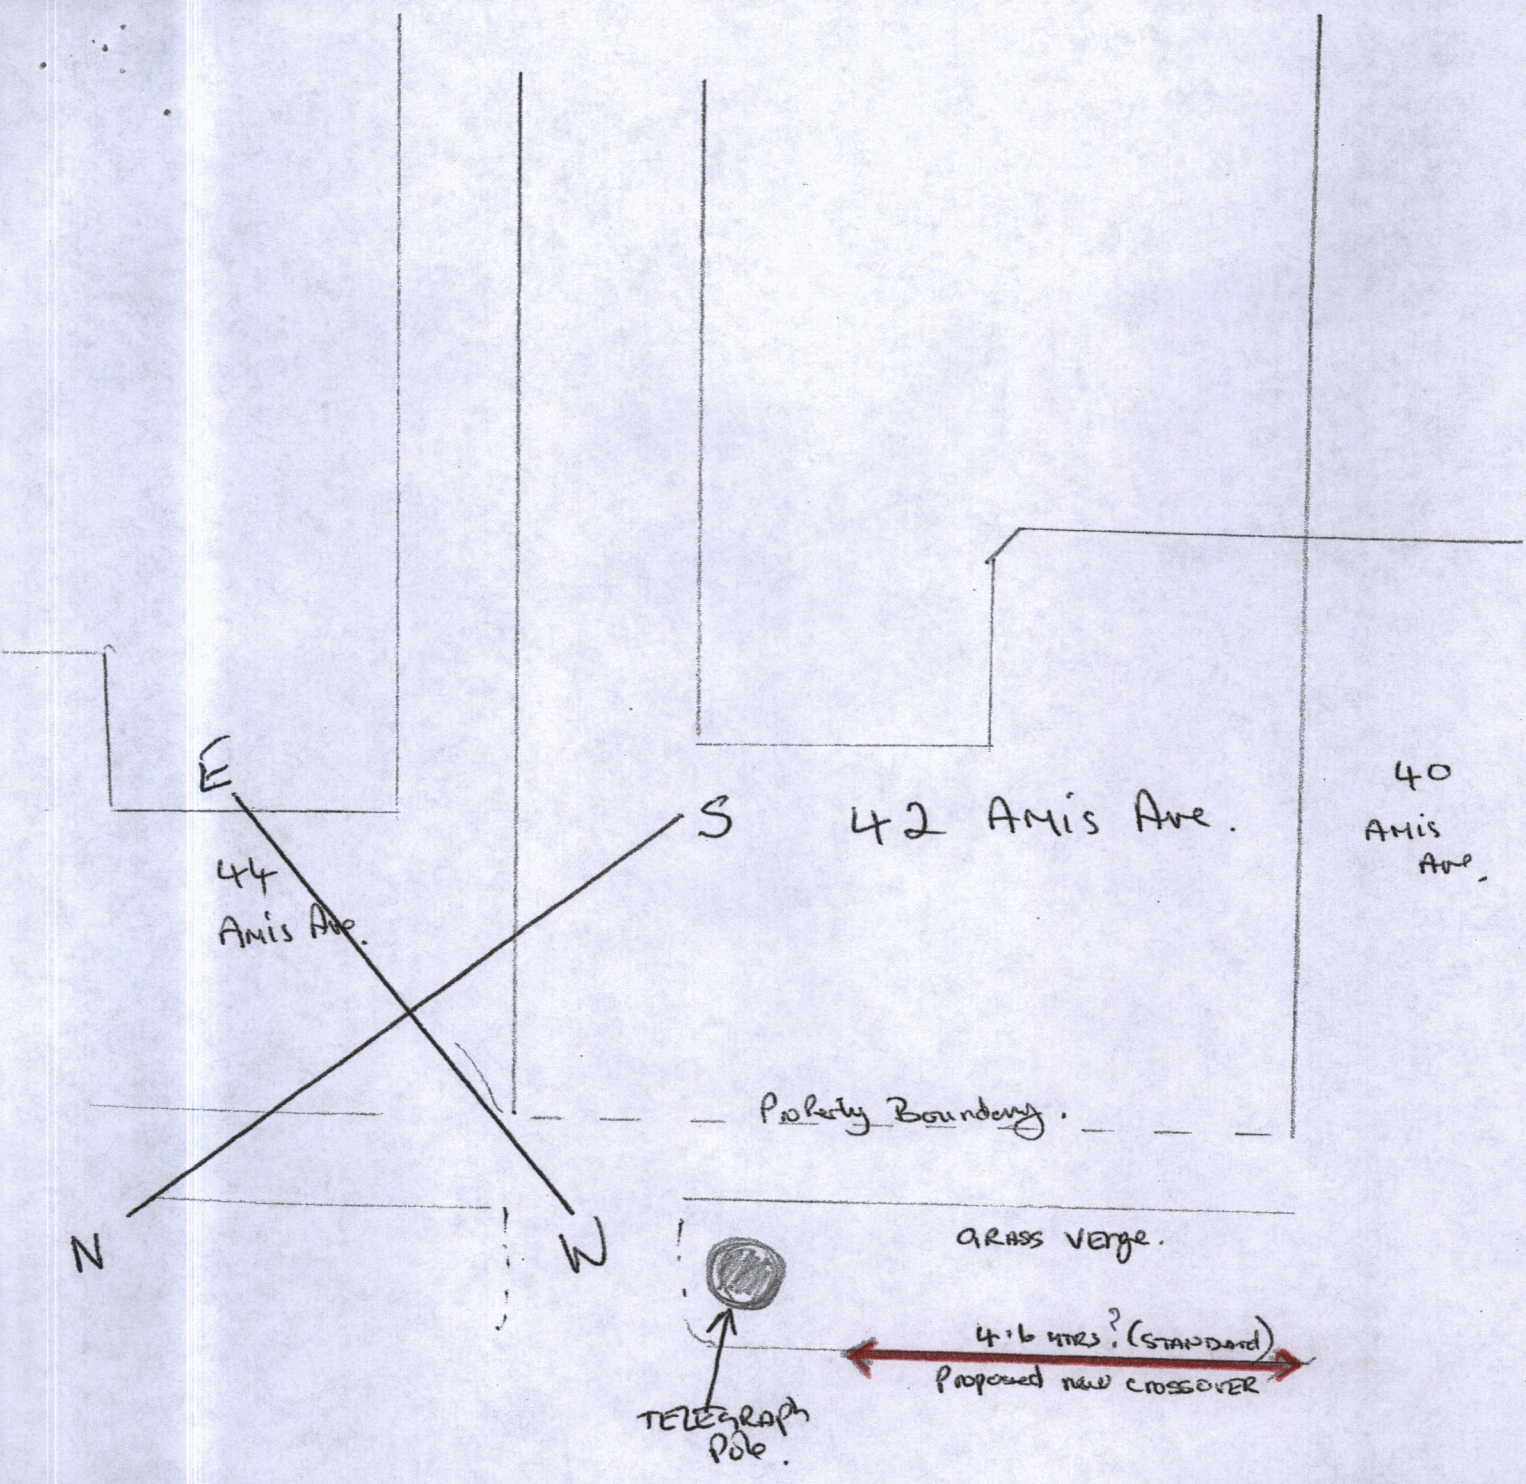 E
S
42 Amis Ave.
40
Amis
Ave.
44
Amis Ave.
Property Boundary.
N
W
GRASS Verge.
4.6 MTRS? (STANDARD)
Proposed new CROSSOVER
TELEGRAPh
Pole.